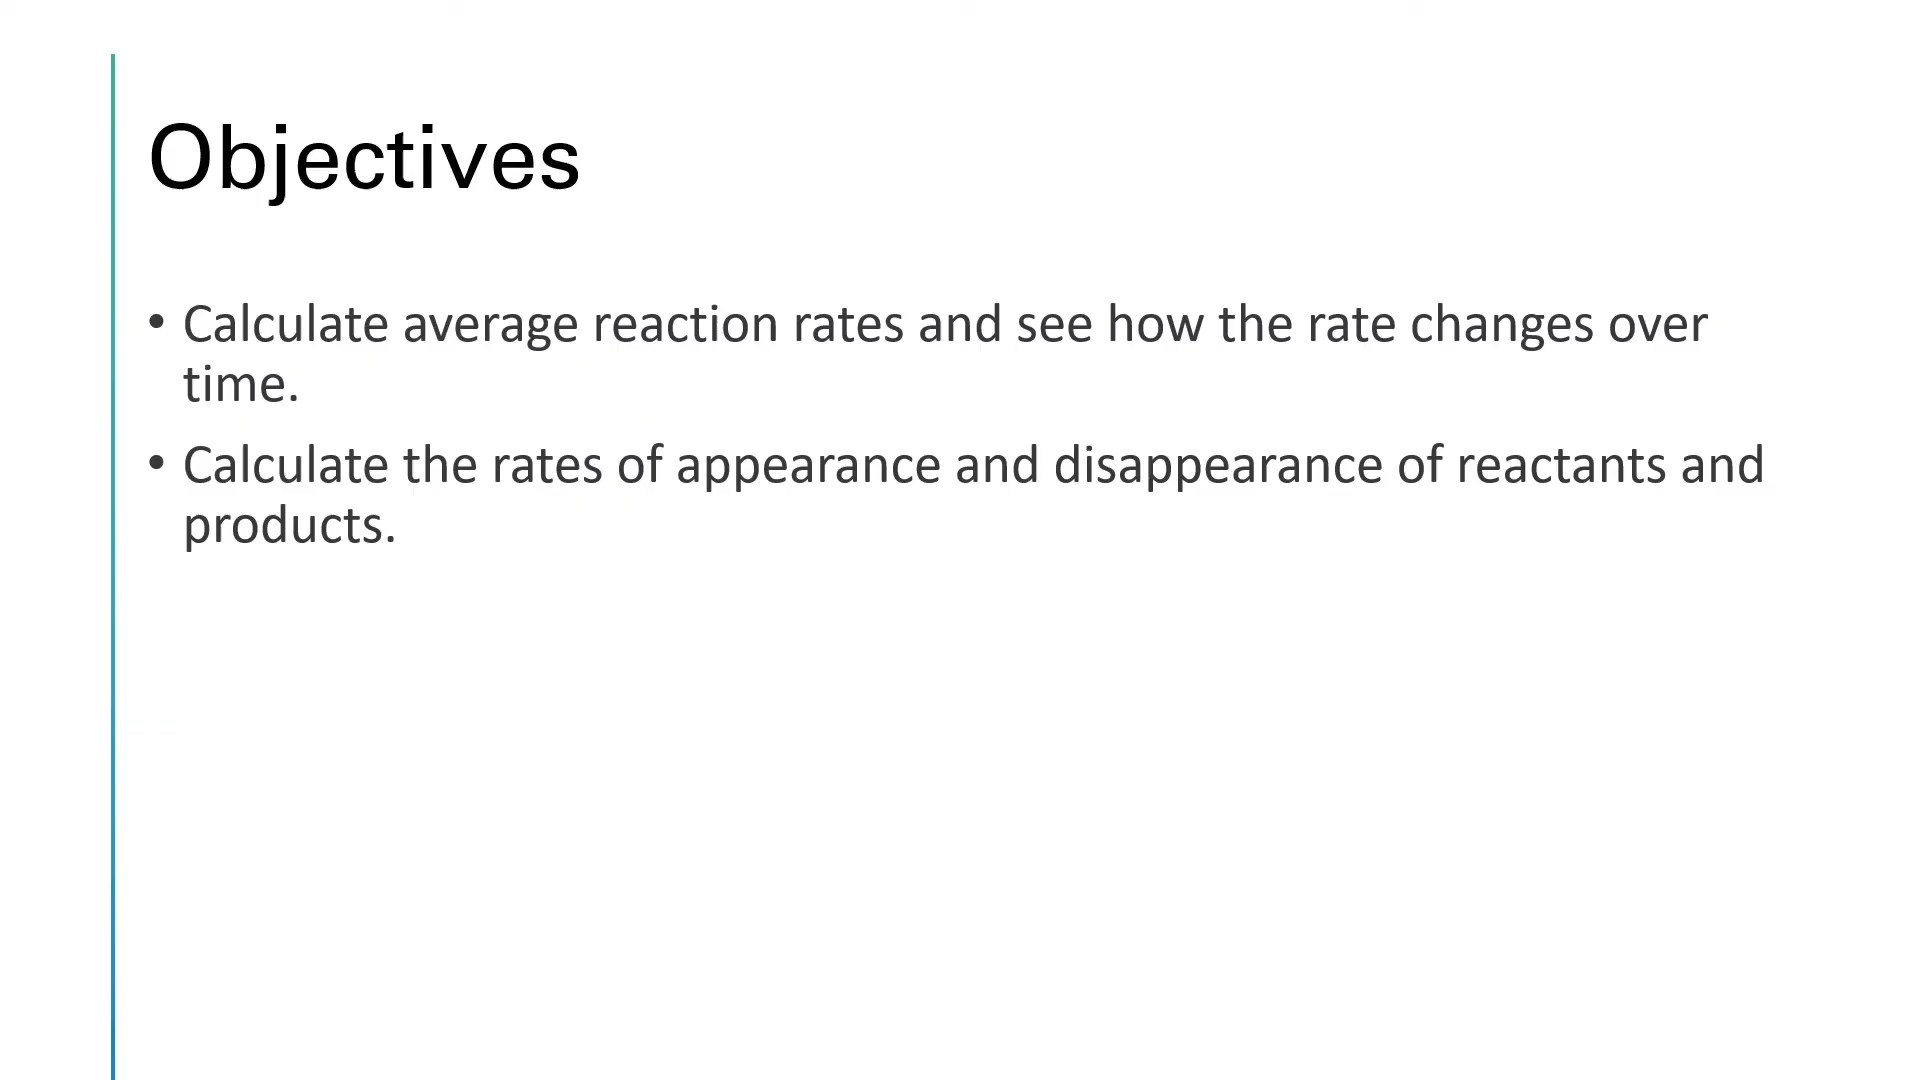 Objectives
• Calculate average reaction rates and see how the rate changes over
time.
• Calculate the rates of appearance and disappearance of reactants and
products.